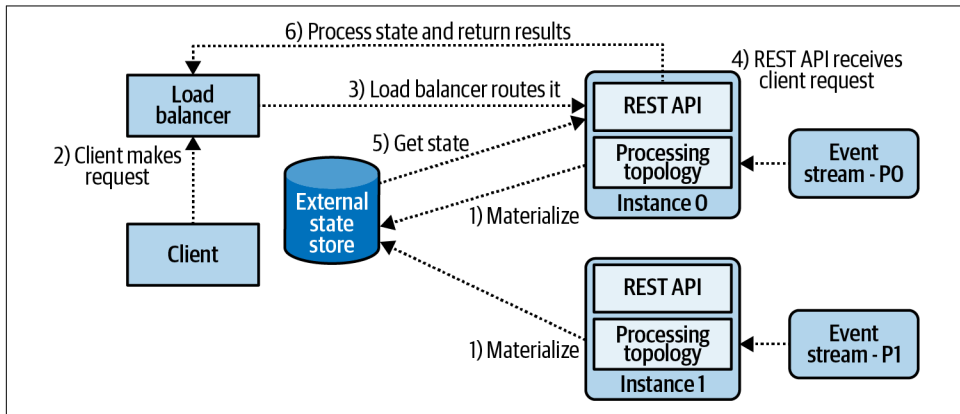 6) Process state and return results
4) REST API receives
client request
Load
balancer
3) Load balancer routes it
REST API
2) Client makes
request
5) Get state
Processing
topology
Event
stream - P0
External
state
store
1) Materialize
Instance 0
Client
REST API
1) Materialize
Processing
topology
Event
stream - P1
Instance 1